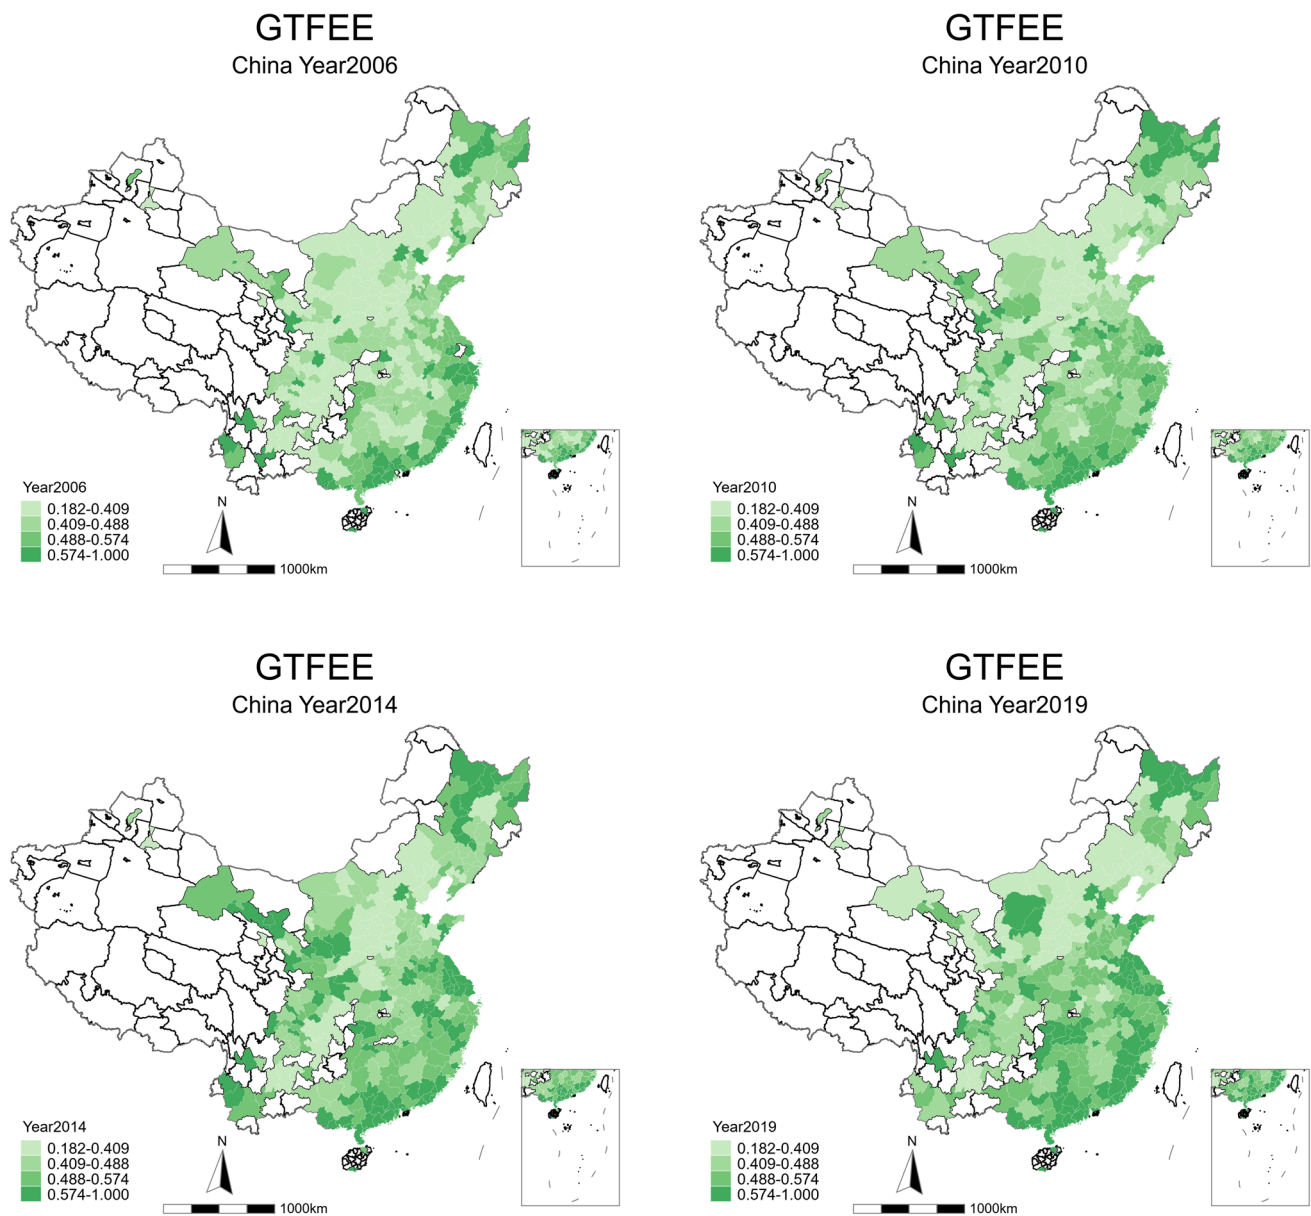 GTFEE
China Year2006
N
Year2006
0.182-0.409
0.409-0.488
0.488-0.574
0.574-1.000
1000km
GTFEE
China Year2010
N
Year2010
0.182-0.409
0.409-0.488
0.488-0.574
0.574-1.000
1000km
GTFEE
China Year2014
N
Year2014
0.182-0.409
0.409-0.488
0.488-0.574
0.574-1.000
1000km
GTFEE
China Year2019
N
Year2019
0.182-0.409
0.409-0.488
0.488-0.574
0.574-1.000
1000km